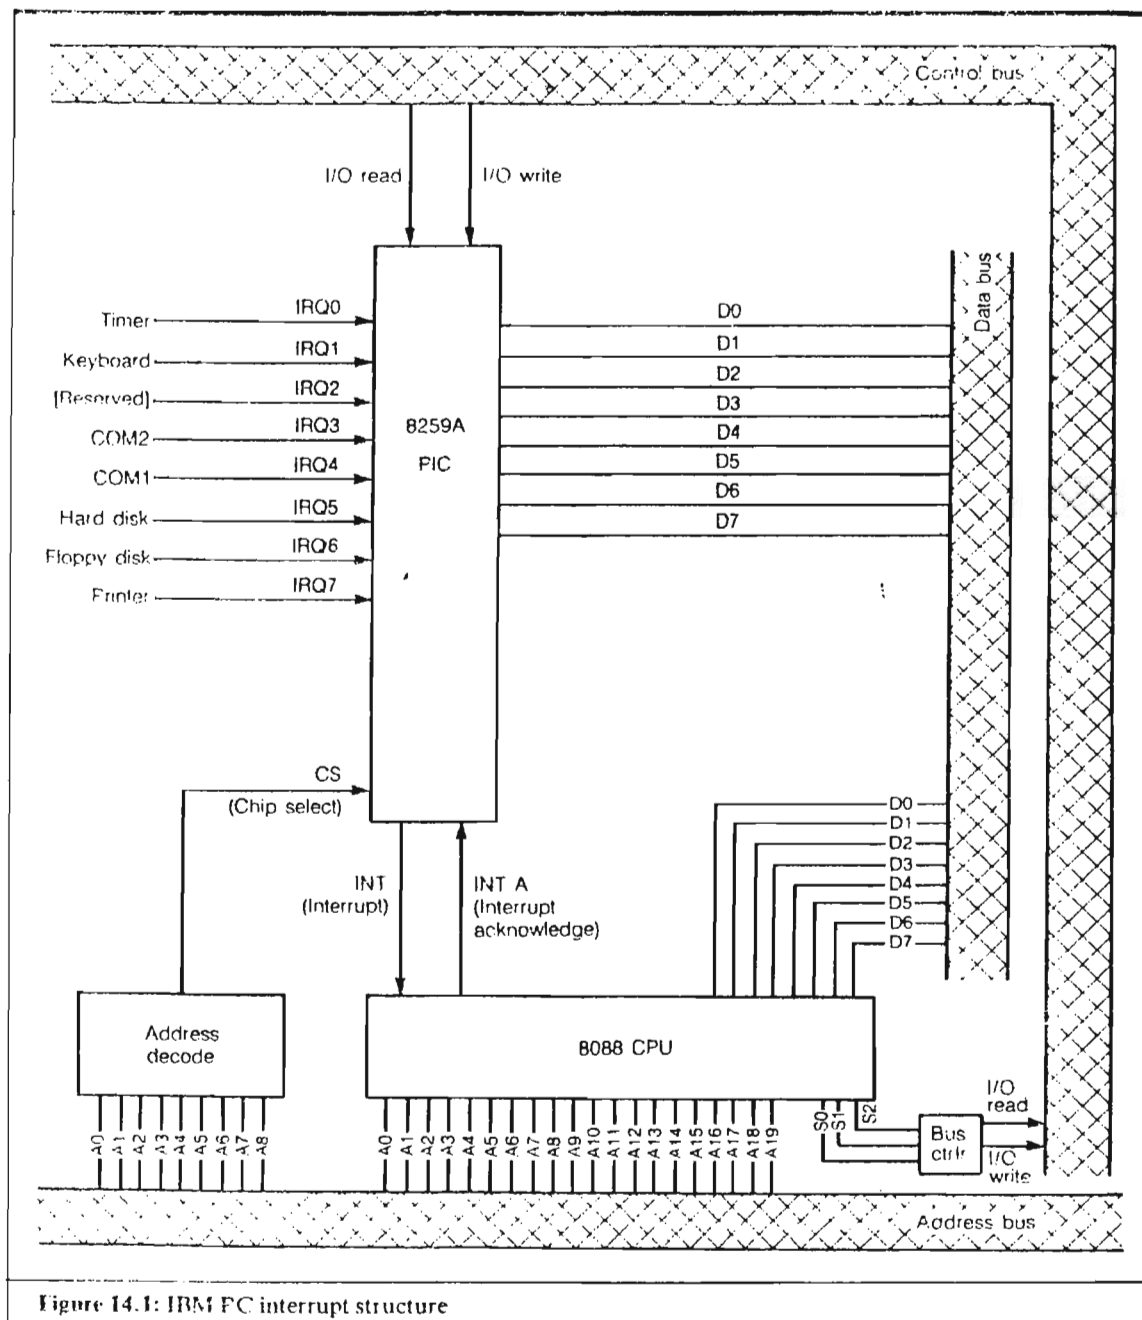 Control bus
I/O read
I/O write
Data bus
Timer
IRQ0
Keyboard
IRQ1
[Reserved]
IRQ2
COM2
IRQ3
COM1
IRQ4
Hard disk
IRQ5
Floppy disk
IRQ6
Printer
IRQ7
8259A
PIC
D0
D1
D2
D3
D4
D5
D6
D7
CS
(Chip select)
INT
(Interrupt)
INT A
(Interrupt
acknowledge)
D0
D1
D2
D3
D4
D5
D6
D7
Address
decode
8088 CPU
A0
A1
A2
A3
A4
A5
A6
A7
A8
A0
A1
A2
A3
A4
A5
A6
A7
A8
A9
A10
A11
A12
A13
A14
A15
A16
A17
A18
A19
S0
S1
S2
Bus
ctrlr
I/O
read
I/O
write
Address bus
Figure 14.1: IBM PC interrupt structure